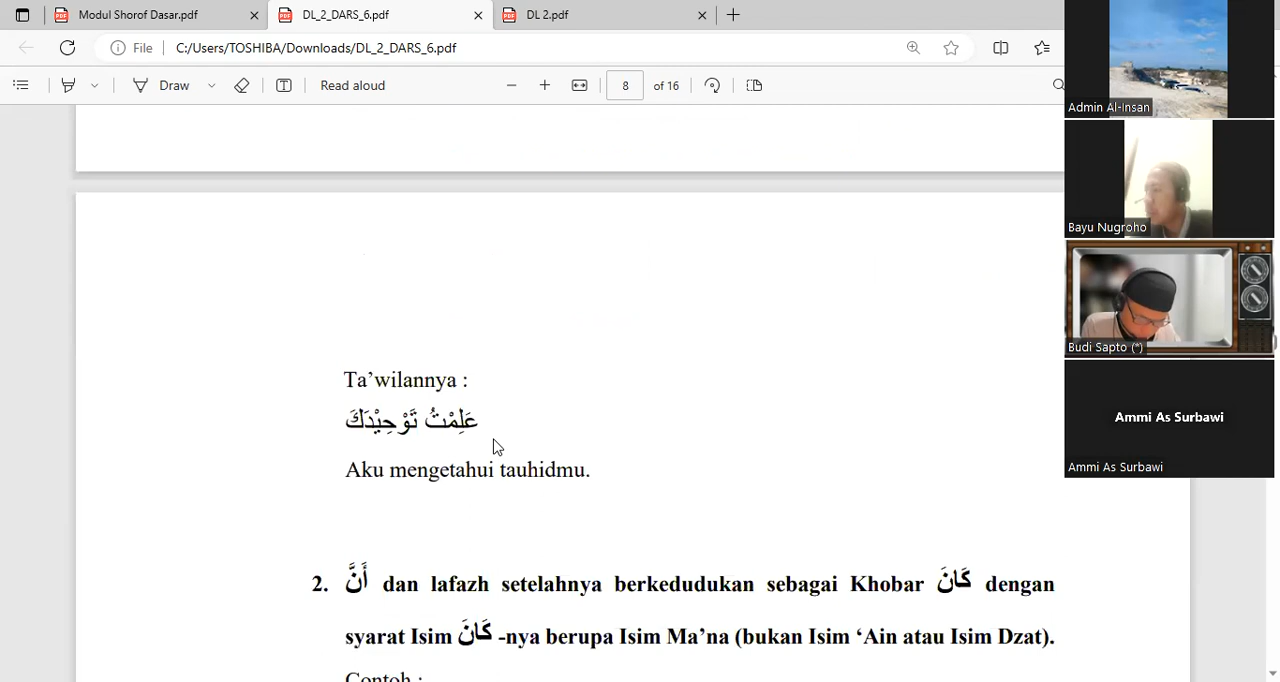 Modul Shorof Dasar.pdf
DL_2_DARS_6.pdf
DL 2.pdf
File
C:/Users/TOSHIBA/Downloads/DL_2_DARS_6.pdf
Draw
Read aloud
8 of 16
Admin Al-Insan
Bayu Nugroho
Budi Sapto (*)
Ammi As Surbawi
Ammi As Surbawi
Ta’wilannya :
عَلِمْتُ تَوْحِيْدَكَ
Aku mengetahui tauhidmu.
2. أَنَّ dan lafazh setelahnya berkedudukan sebagai Khobar كَانَ dengan
syarat Isim كَانَ -nya berupa Isim Ma’na (bukan Isim ‘Ain atau Isim Dzat).
Contoh :